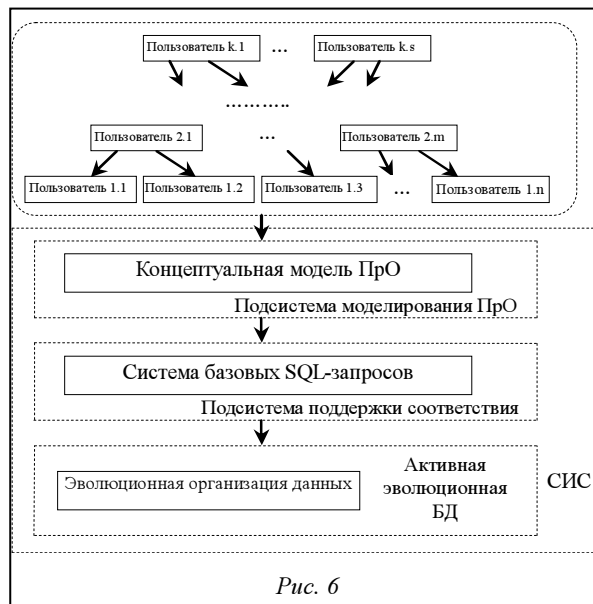 Пользователь k.1 ... Пользователь k.s
...........
Пользователь 2.1 ... Пользователь 2.m
Пользователь 1.1 Пользователь 1.2 Пользователь 1.3 ... Пользователь 1.n
Концептуальная модель ПрО
Подсистема моделирования ПрО
Система базовых SQL-запросов
Подсистема поддержки соответствия
Эволюционная организация данных
Активная
эволюционная
БД
СИС
Рис. 6